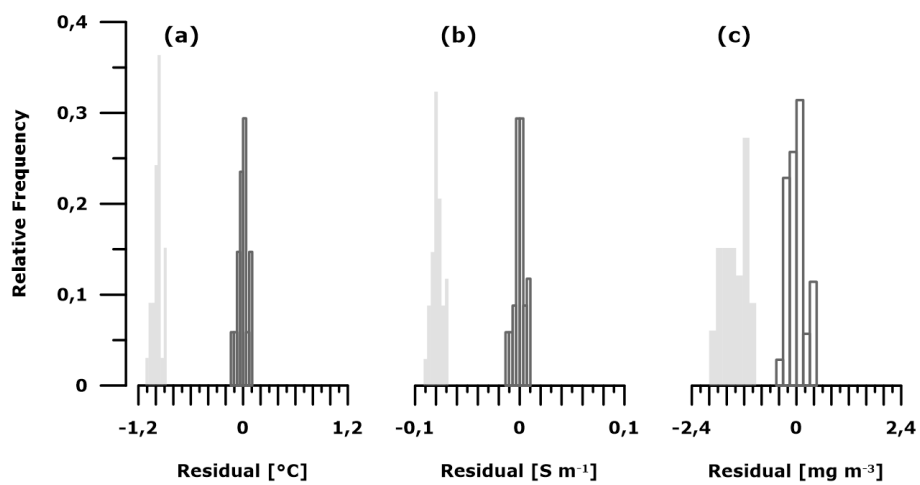 0,4
(a)
(b)
(c)
0,3
Relative Frequency
0,2
0,1
0
-1,2 0 1,2
-0,1 0 0,1
-2,4 0 2,4
Residual [°C]
Residual [S m⁻¹]
Residual [mg m⁻³]